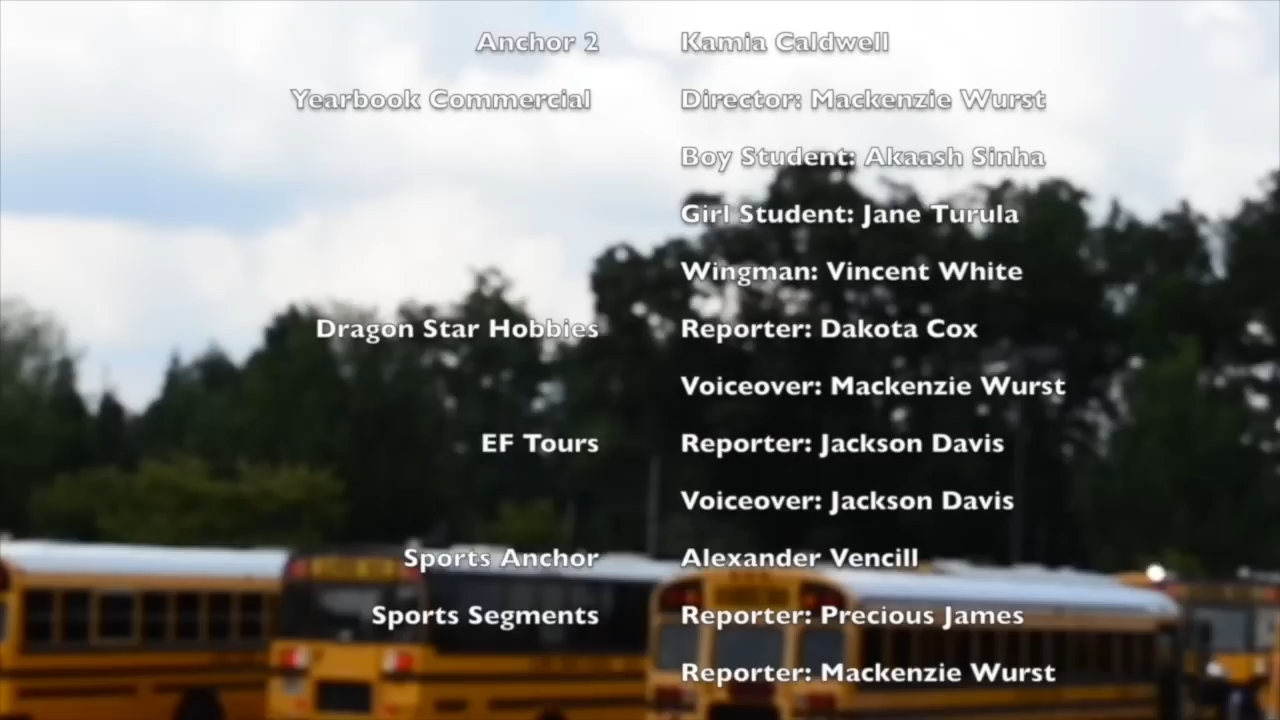 Anchor 2 Kamia Caldwell
Yearbook Commercial Director: Mackenzie Wurst
Boy Student: Akaash Sinha
Girl Student: Jane Turula
Wingman: Vincent White
Dragon Star Hobbies Reporter: Dakota Cox
Voiceover: Mackenzie Wurst
EF Tours Reporter: Jackson Davis
Voiceover: Jackson Davis
Sports Anchor Alexander Vencill
Sports Segments Reporter: Precious James
Reporter: Mackenzie Wurst